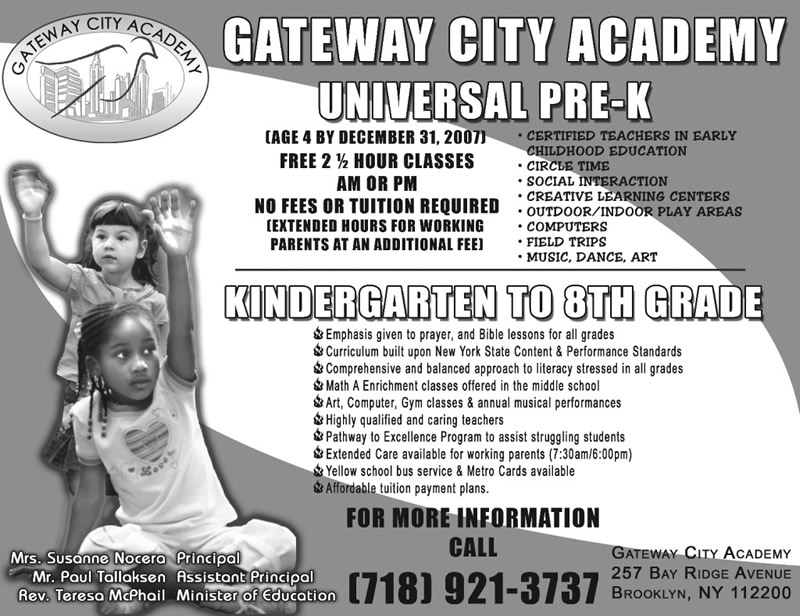 GATEWAY CITY ACADEMY
GATEWAY CITY ACADEMY
UNIVERSAL PRE-K
(AGE 4 BY DECEMBER 31, 2007)
FREE 2 ½ HOUR CLASSES
AM OR PM
NO FEES OR TUITION REQUIRED
(EXTENDED HOURS FOR WORKING
PARENTS AT AN ADDITIONAL FEE)
• CERTIFIED TEACHERS IN EARLY
CHILDHOOD EDUCATION
• CIRCLE TIME
• SOCIAL INTERACTION
• CREATIVE LEARNING CENTERS
• OUTDOOR/INDOOR PLAY AREAS
• COMPUTERS
• FIELD TRIPS
• MUSIC, DANCE, ART
KINDERGARTEN TO 8TH GRADE
Emphasis given to prayer, and Bible lessons for all grades
Curriculum built upon New York State Content & Performance Standards
Comprehensive and balanced approach to literacy stressed in all grades
Math A Enrichment classes offered in the middle school
Art, Computer, Gym classes & annual musical performances
Highly qualified and caring teachers
Pathway to Excellence Program to assist struggling students
Extended Care available for working parents (7:30am/6:00pm)
Yellow school bus service & Metro Cards available
Affordable tuition payment plans.
FOR MORE INFORMATION
CALL
(718) 921-3737
Mrs. Susanne Nocera Principal
Mr. Paul Tallaksen Assistant Principal
Rev. Teresa McPhail Minister of Education
GATEWAY CITY ACADEMY
257 BAY RIDGE AVENUE
BROOKLYN, NY 112200